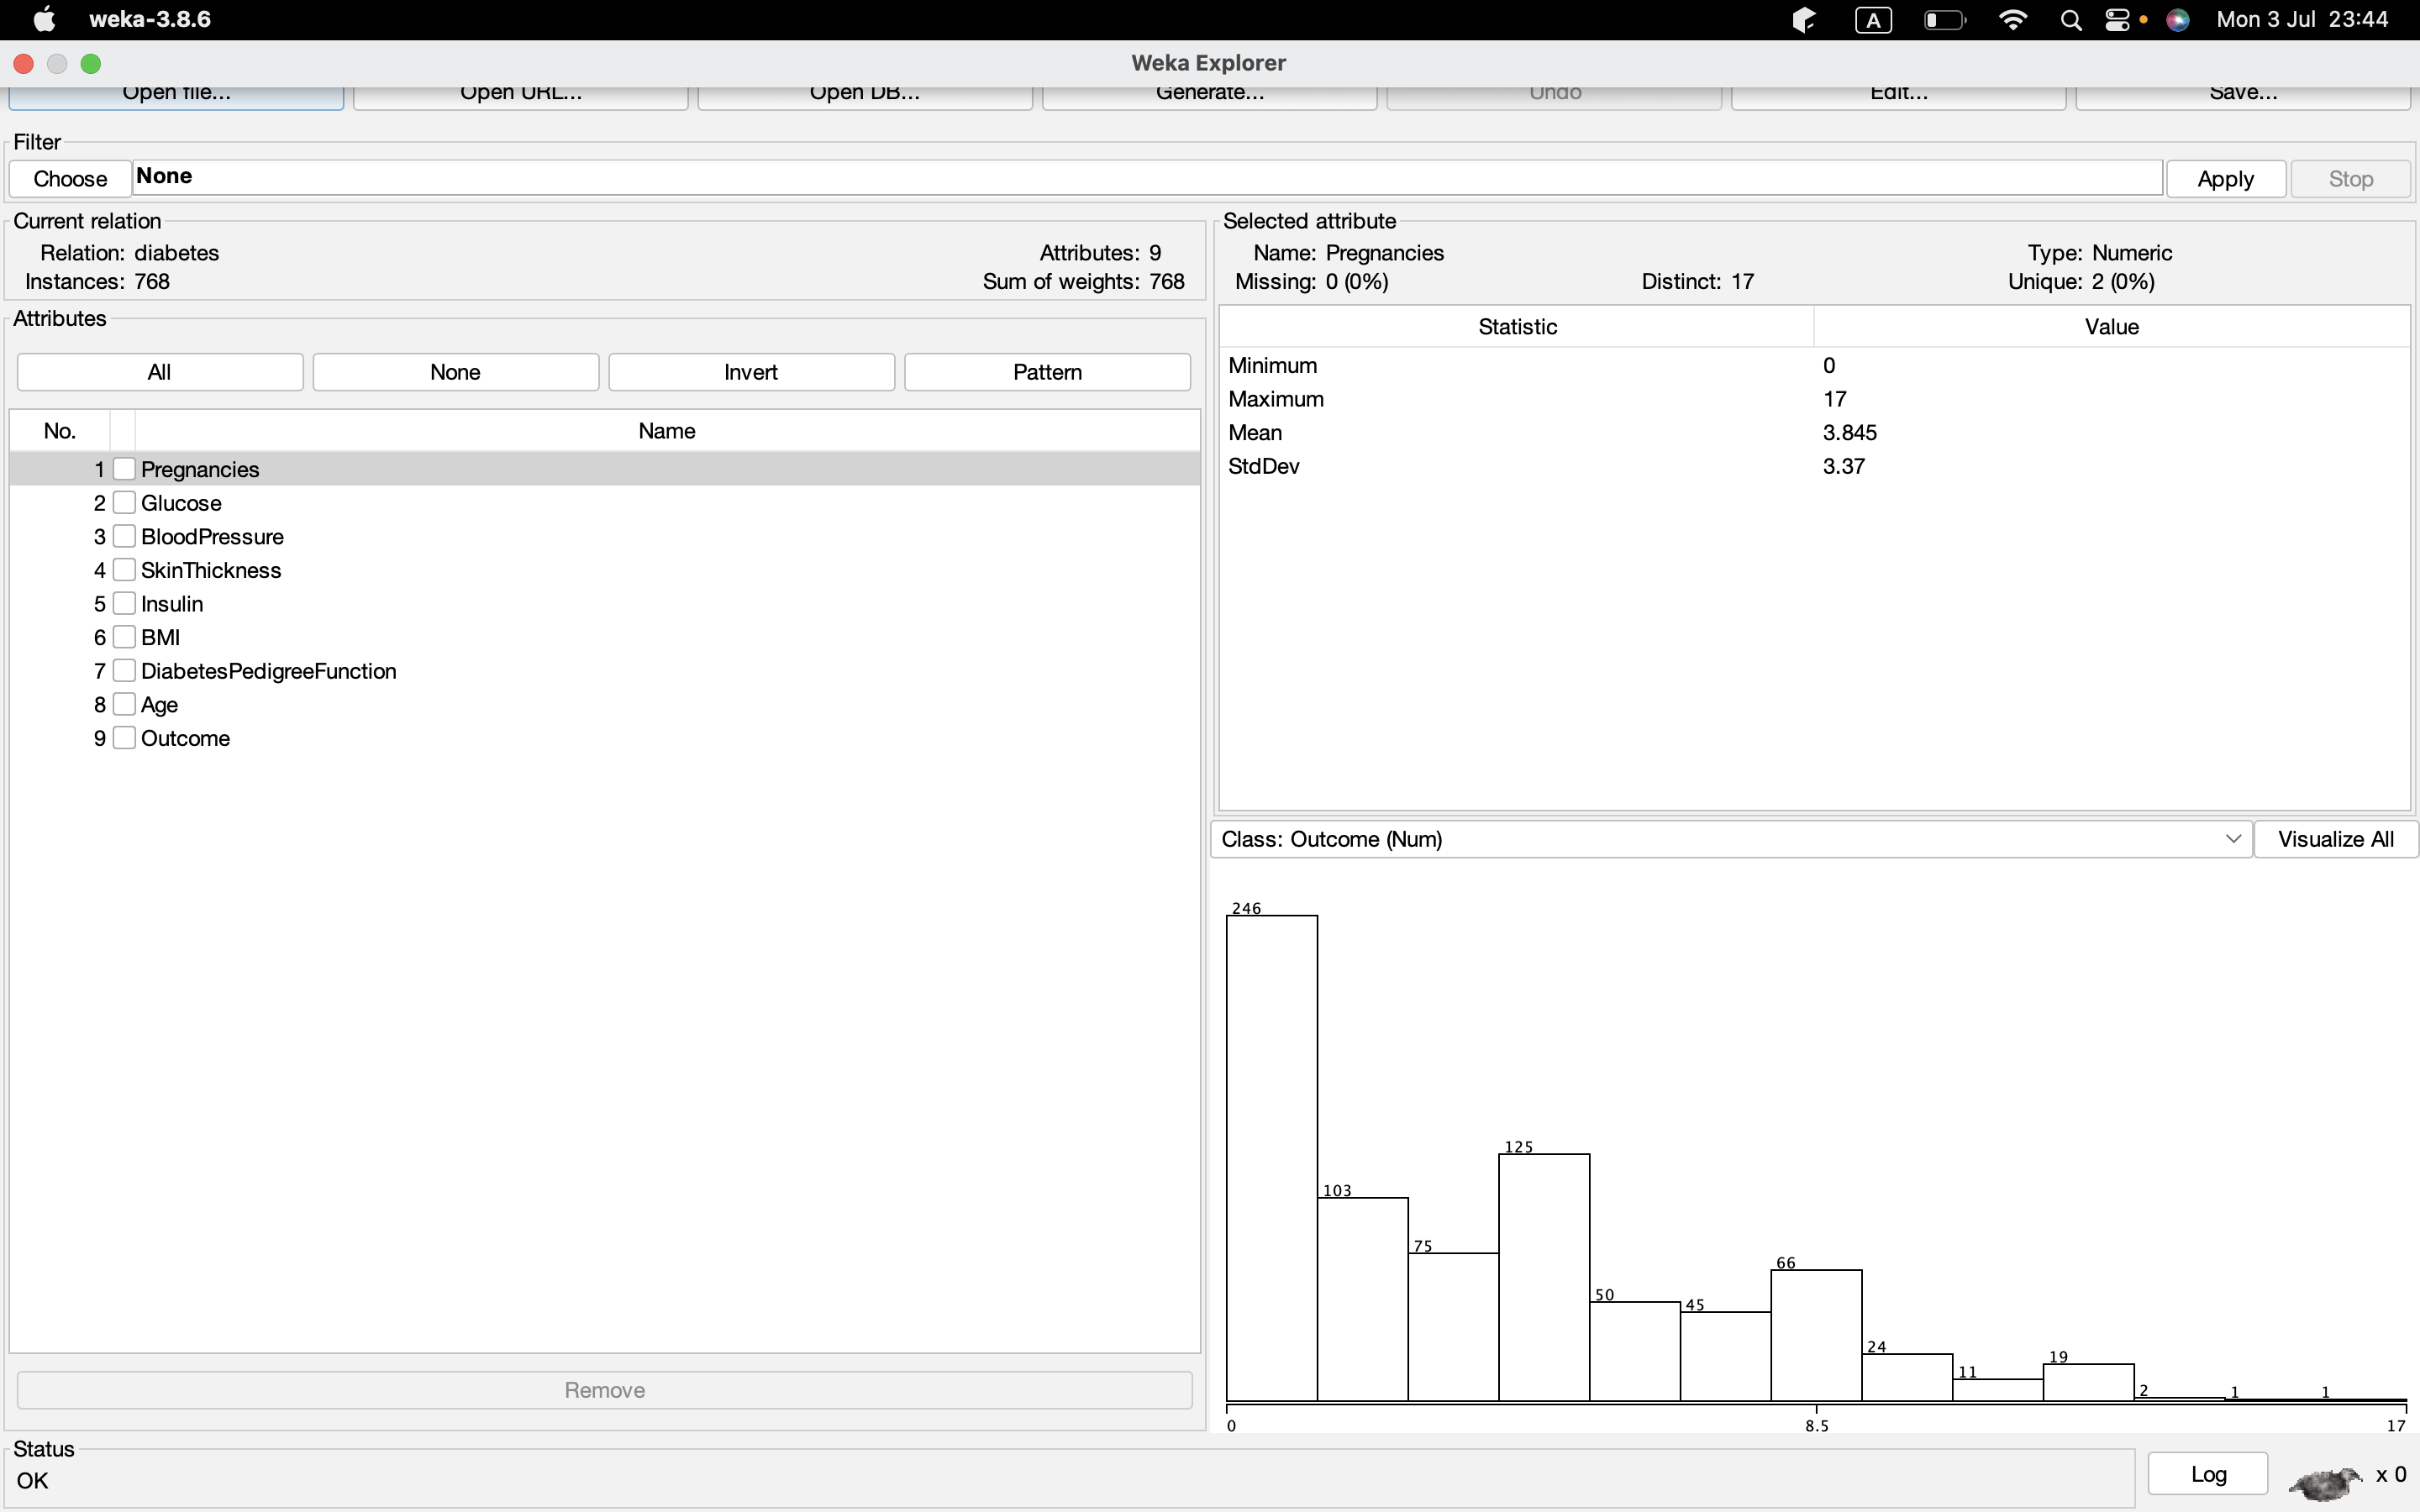 weka-3.8.6
A
Mon 3 Jul 23:44
Weka Explorer
Open file... Open URL... Open DB... Generate... Undo Edit... Save...
Filter
Choose None Apply Stop
Current relation
Relation: diabetes Attributes: 9
Instances: 768 Sum of weights: 768
Attributes
All None Invert Pattern
No. Name
1 Pregnancies
2 Glucose
3 BloodPressure
4 SkinThickness
5 Insulin
6 BMI
7 DiabetesPedigreeFunction
8 Age
9 Outcome
Remove
Selected attribute
Name: Pregnancies Type: Numeric
Missing: 0 (0%) Distinct: 17 Unique: 2 (0%)
Statistic Value
Minimum 0
Maximum 17
Mean 3.845
StdDev 3.37
Class: Outcome (Num) Visualize All
246
103
75
125
50
45
66
24
11
19
2
1
1
0 8.5 17
Status
OK
Log x 0